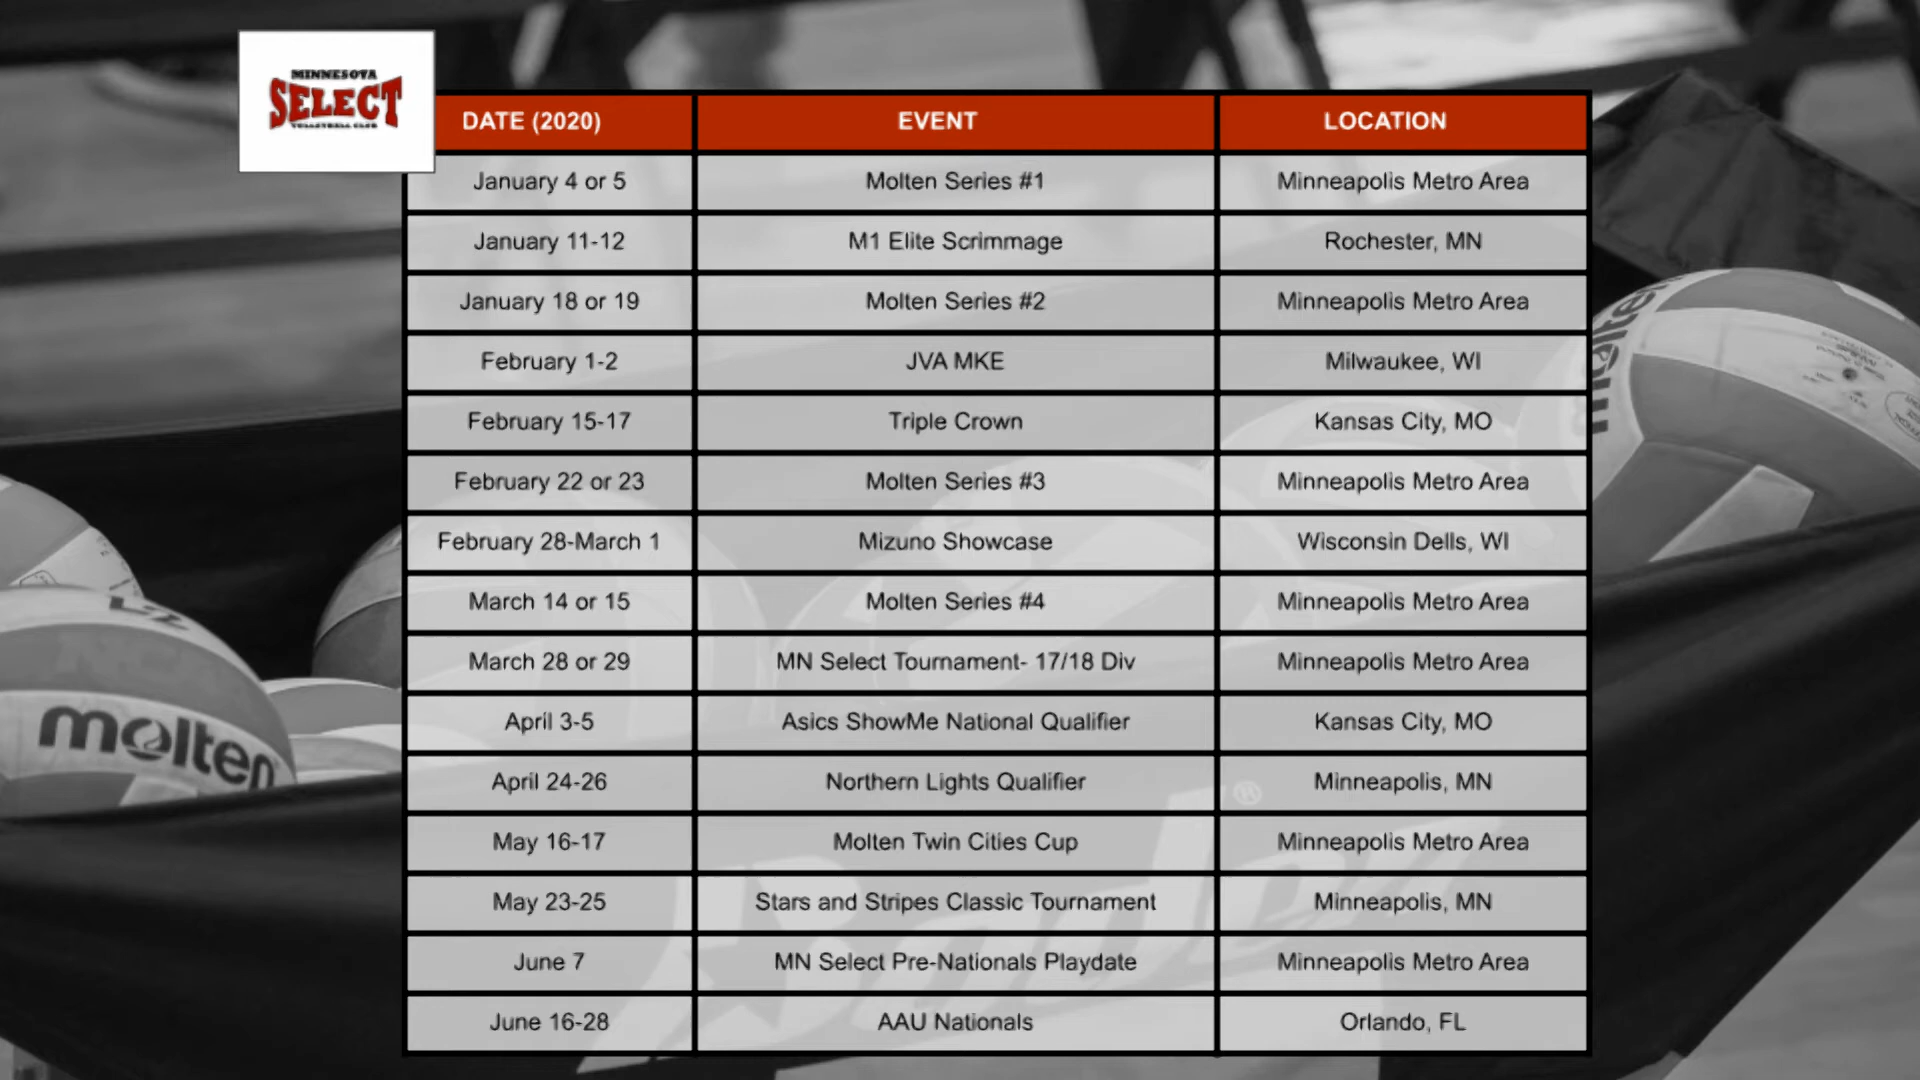 MINNESOTA
SELECT
VOLLEYBALL CLUB
DATE (2020) EVENT LOCATION
January 4 or 5 Molten Series #1 Minneapolis Metro Area
January 11-12 M1 Elite Scrimmage Rochester, MN
January 18 or 19 Molten Series #2 Minneapolis Metro Area
February 1-2 JVA MKE Milwaukee, WI
February 15-17 Triple Crown Kansas City, MO
February 22 or 23 Molten Series #3 Minneapolis Metro Area
February 28-March 1 Mizuno Showcase Wisconsin Dells, WI
March 14 or 15 Molten Series #4 Minneapolis Metro Area
March 28 or 29 MN Select Tournament- 17/18 Div Minneapolis Metro Area
April 3-5 Asics ShowMe National Qualifier Kansas City, MO
April 24-26 Northern Lights Qualifier Minneapolis, MN
May 16-17 Molten Twin Cities Cup Minneapolis Metro Area
May 23-25 Stars and Stripes Classic Tournament Minneapolis, MN
June 7 MN Select Pre-Nationals Playdate Minneapolis Metro Area
June 16-28 AAU Nationals Orlando, FL
molten
molten